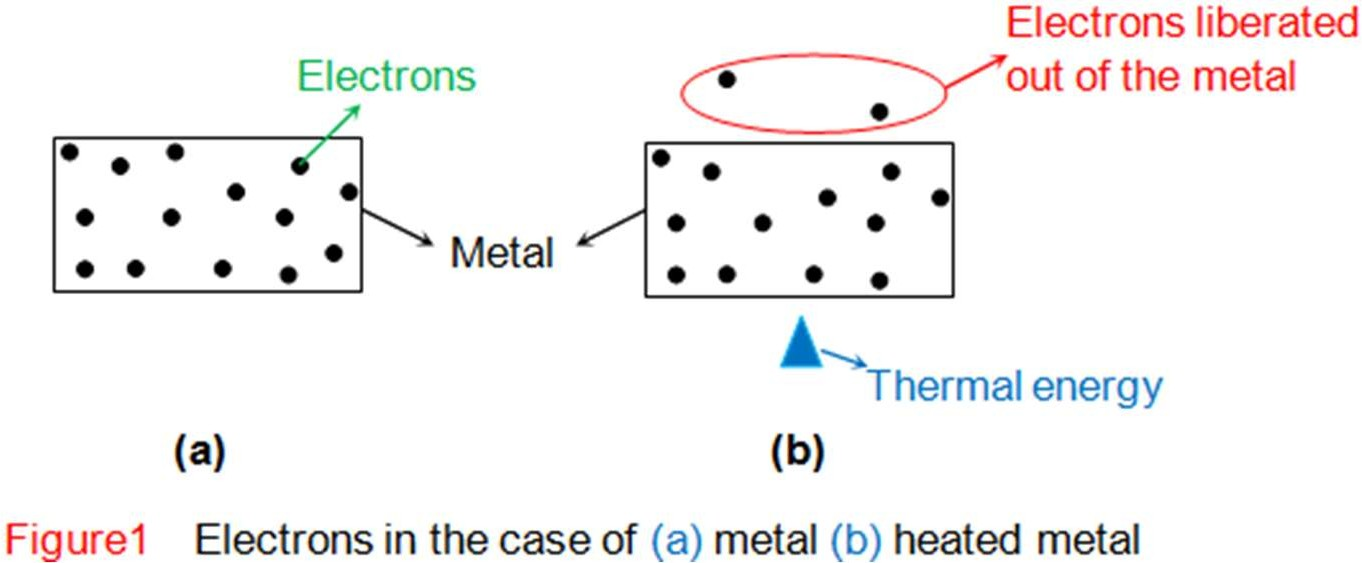 Electrons liberated
out of the metal
Electrons
Metal
Thermal energy
(a)
(b)
Figure1 Electrons in the case of (a) metal (b) heated metal